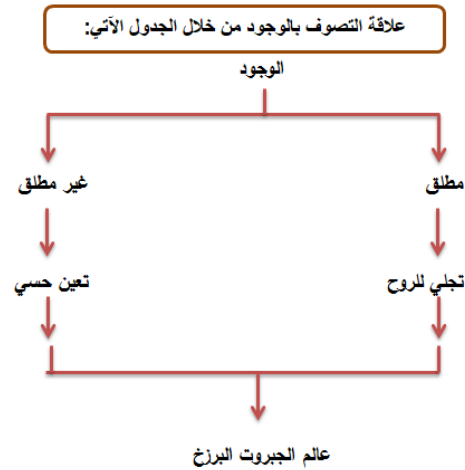 علاقة التصوف بالوجود من خلال الجدول الآتي:
الوجود
مطلق
غير مطلق
تجلي للروح
تعين حسي
عالم الجبروت البرزخ